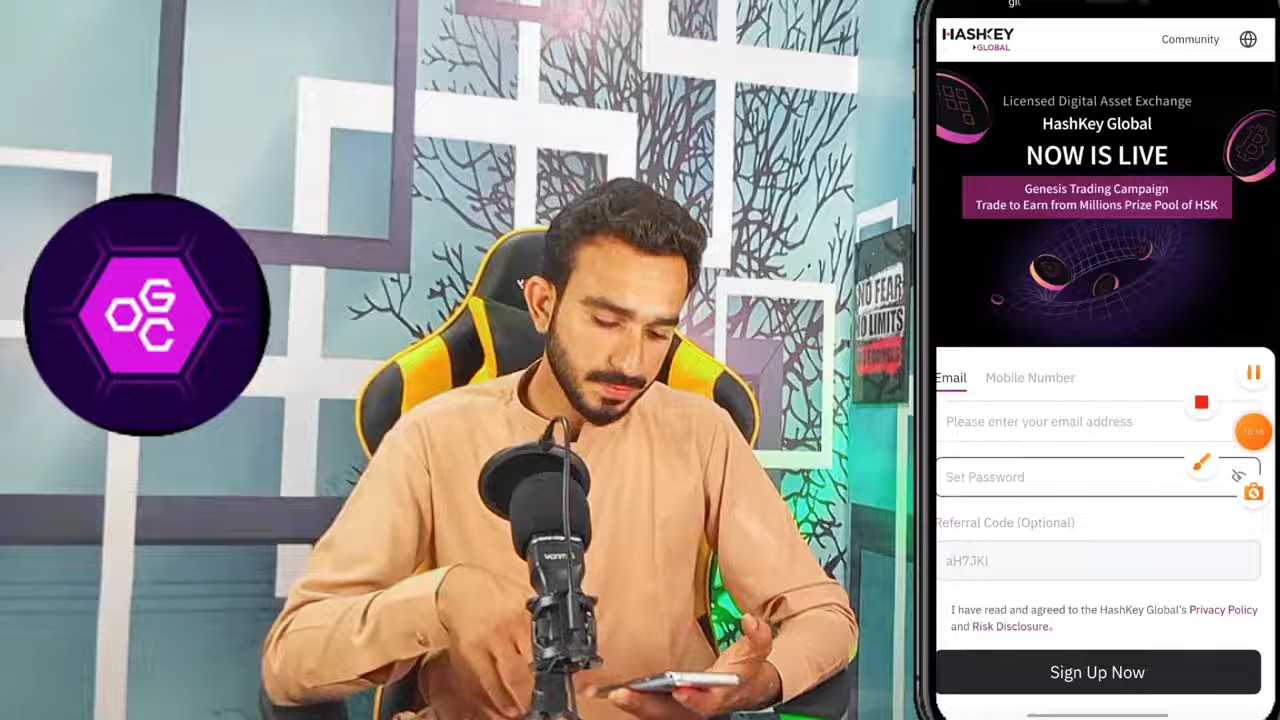 OGC
NO FEAR
NO LIMITS
HASHKEY
GLOBAL
Community
Licensed Digital Asset Exchange
HashKey Global
NOW IS LIVE
Genesis Trading Campaign
Trade to Earn from Millions Prize Pool of HSK
Email
Mobile Number
Please enter your email address
Set Password
Referral Code (Optional)
aH7JKl
I have read and agreed to the HashKey Global's Privacy Policy
and Risk Disclosure。
Sign Up Now